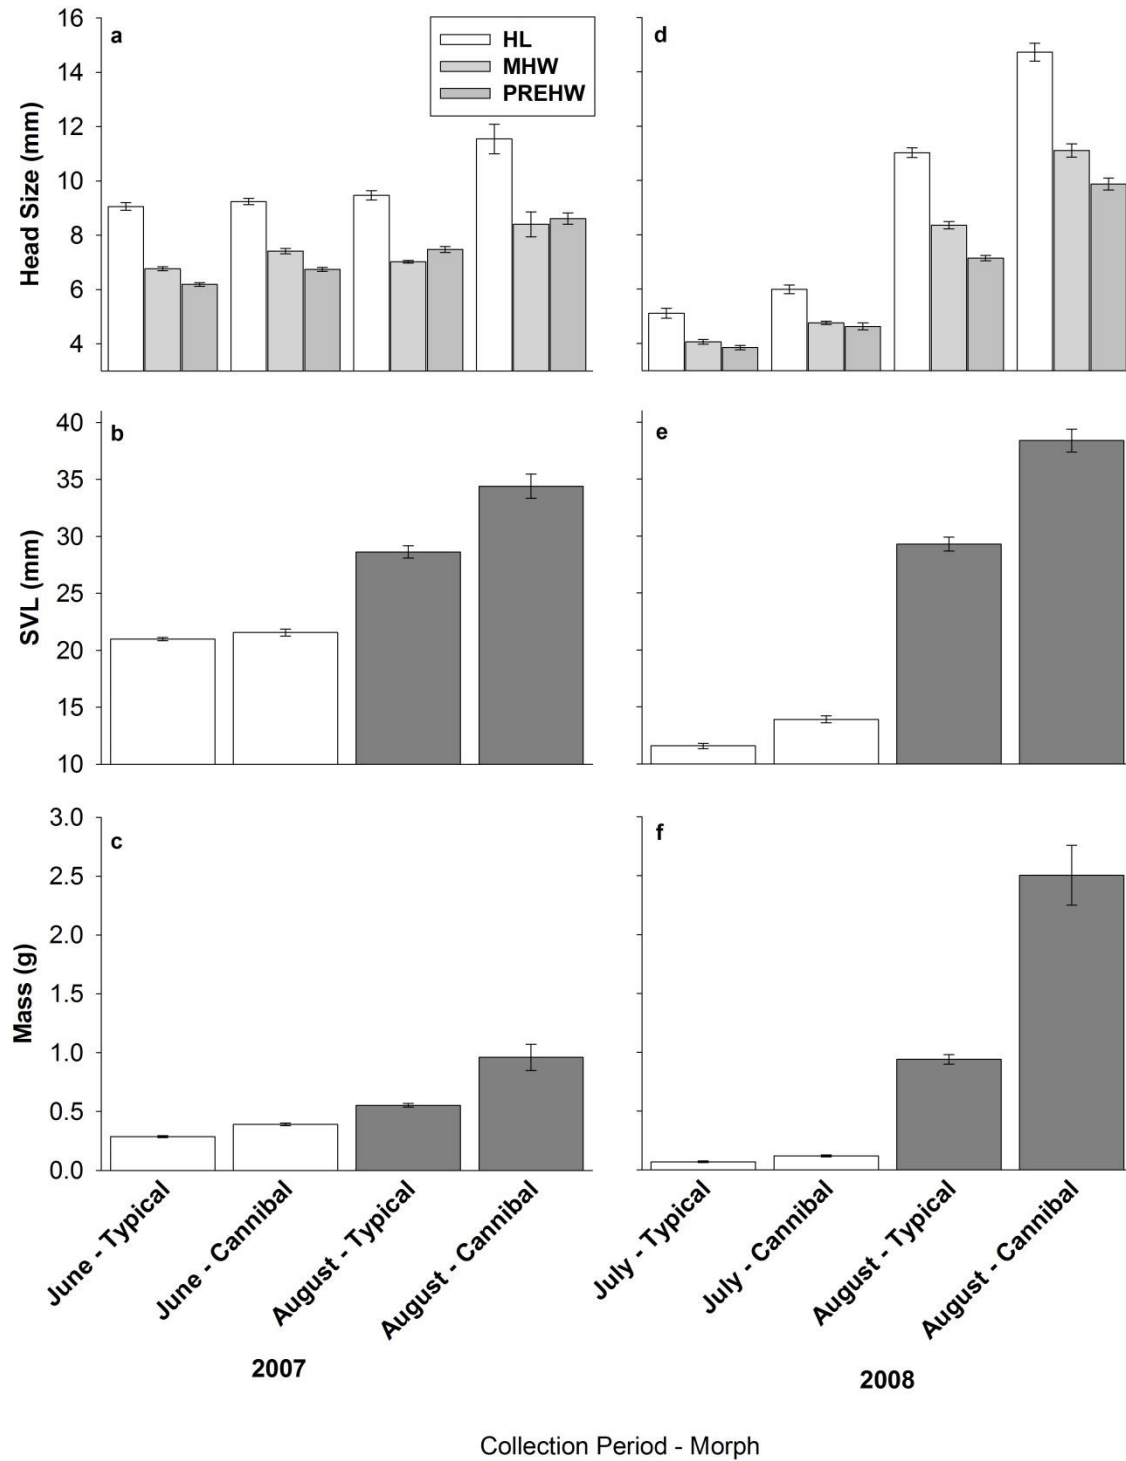 a
HL
MHW
PREHW
d
16
14
12
10
8
6
4
Head Size (mm)
b
e
40
35
30
25
20
15
10
SVL (mm)
c
f
3.0
2.5
2.0
1.5
1.0
0.5
0.0
Mass (g)
June - Typical
June - Cannibal
August - Typical
August - Cannibal
July - Typical
July - Cannibal
August - Typical
August - Cannibal
2007
2008
Collection Period - Morph